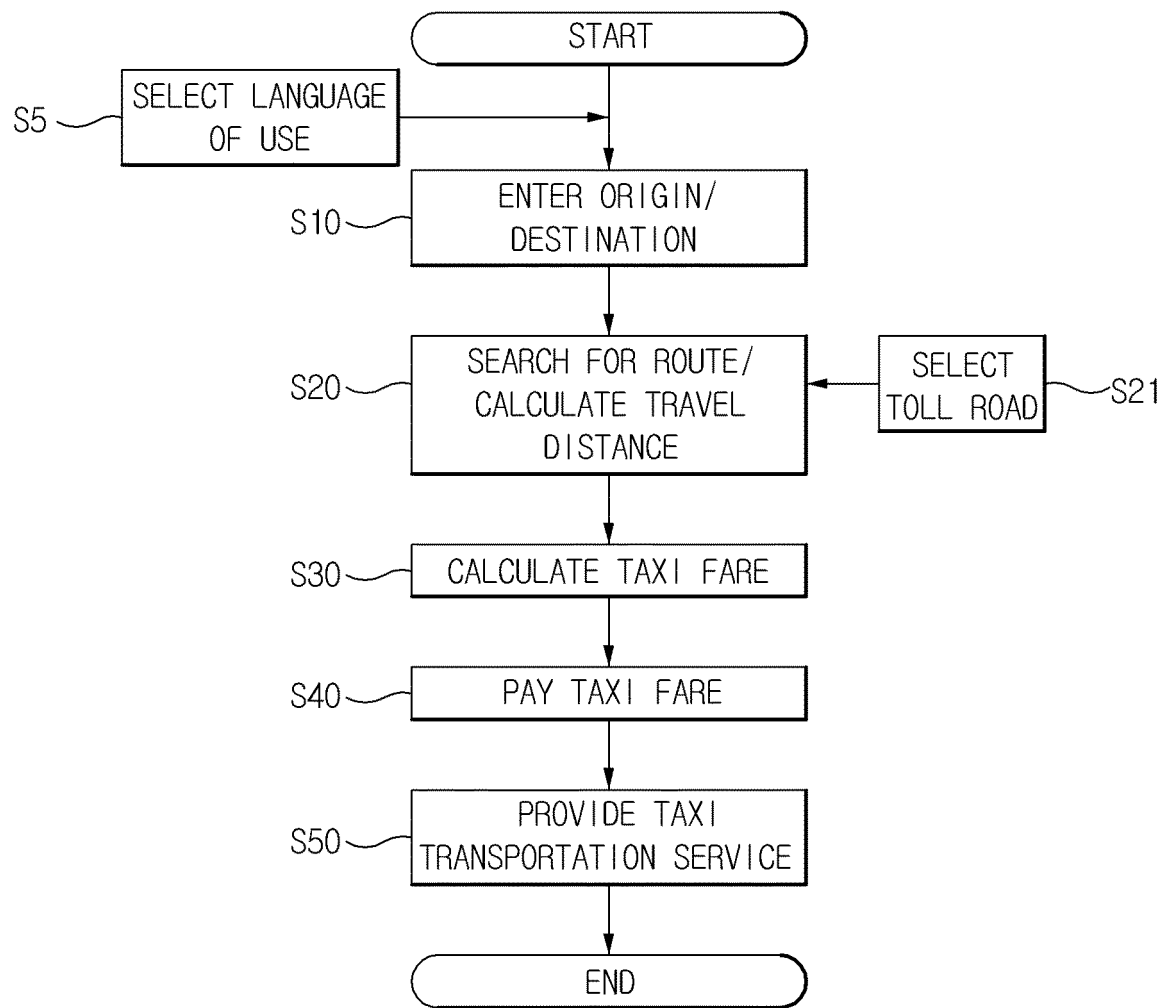 START
S5
SELECT LANGUAGE
OF USE
S10
ENTER ORIGIN/
DESTINATION
S20
SEARCH FOR ROUTE/
CALCULATE TRAVEL
DISTANCE
SELECT
TOLL ROAD
S21
S30
CALCULATE TAXI FARE
S40
PAY TAXI FARE
S50
PROVIDE TAXI
TRANSPORTATION SERVICE
END